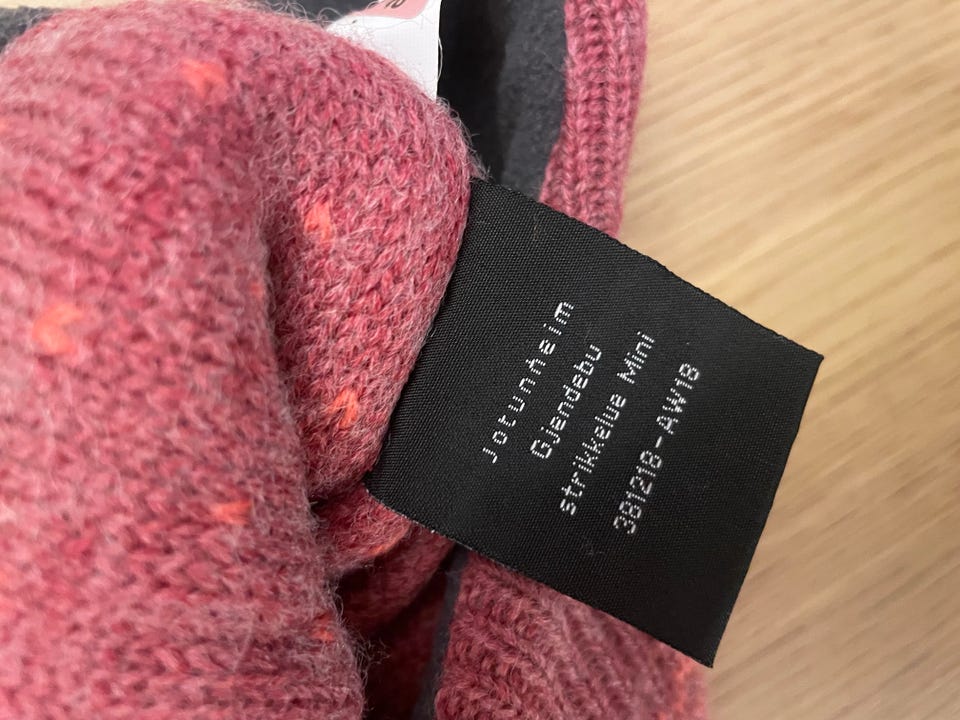 Jotunheim
Gjendebu
strikkelue Mini
381218-AW18